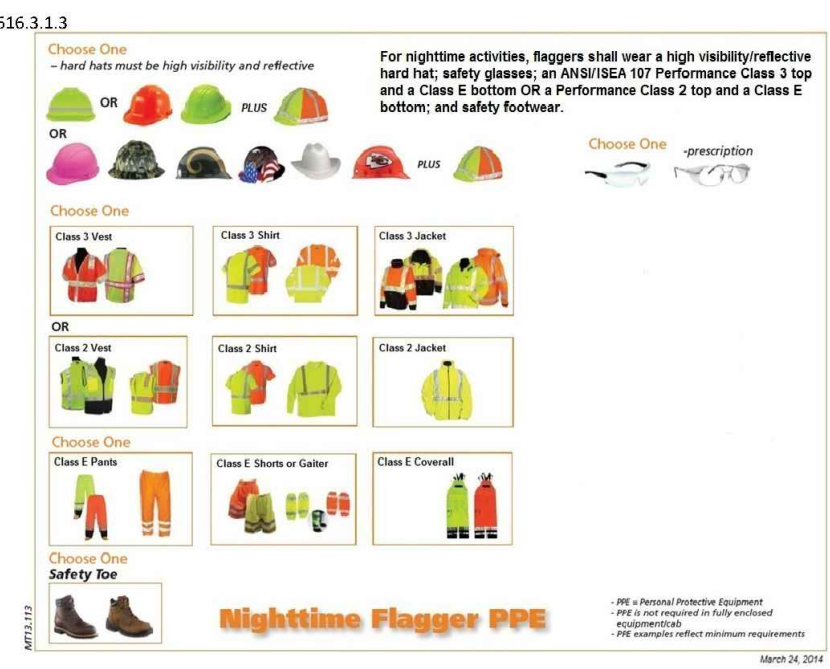 616.3.1.3
Choose One
– hard hats must be high visibility and reflective
For nighttime activities, flaggers shall wear a high visibility/reflective
hard hat; safety glasses; an ANSI/ISEA 107 Performance Class 3 top
and a Class E bottom OR a Performance Class 2 top and a Class E
bottom; and safety footwear.
OR
PLUS
OR
PLUS
Choose One
-prescription
Choose One
Class 3 Vest
Class 3 Shirt
Class 3 Jacket
OR
Class 2 Vest
Class 2 Shirt
Class 2 Jacket
Choose One
Class E Pants
Class E Shorts or Gaiter
Class E Coverall
Choose One
Safety Toe
Nighttime Flagger PPE
- PPE = Personal Protective Equipment
- PPE is not required in fully enclosed
equipment/cab
- PPE examples reflect minimum requirements
MT13.113
March 24, 2014